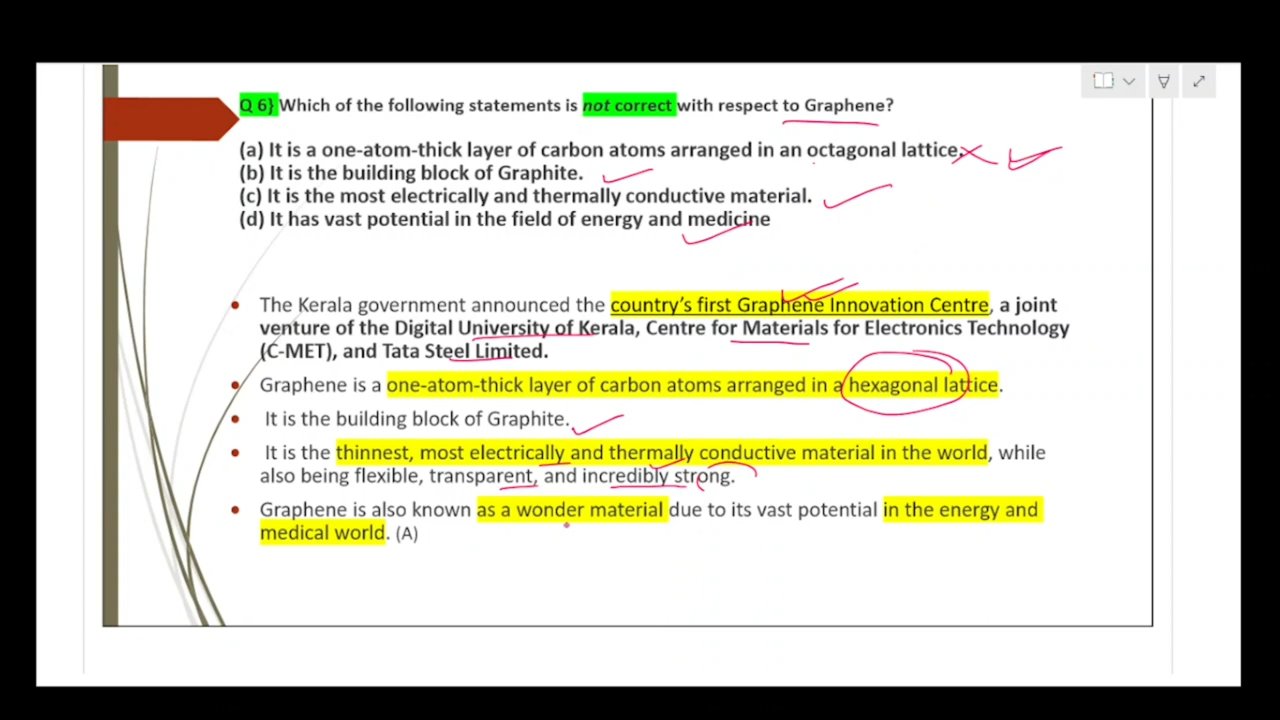 Q 6} Which of the following statements is not correct with respect to Graphene?
(a) It is a one-atom-thick layer of carbon atoms arranged in an octagonal lattice.
(b) It is the building block of Graphite.
(c) It is the most electrically and thermally conductive material.
(d) It has vast potential in the field of energy and medicine
• The Kerala government announced the country's first Graphene Innovation Centre, a joint
venture of the Digital University of Kerala, Centre for Materials for Electronics Technology
(C-MET), and Tata Steel Limited.
• Graphene is a one-atom-thick layer of carbon atoms arranged in a hexagonal lattice.
• It is the building block of Graphite.
• It is the thinnest, most electrically and thermally conductive material in the world, while
also being flexible, transparent, and incredibly strong.
• Graphene is also known as a wonder material due to its vast potential in the energy and
medical world. (A)